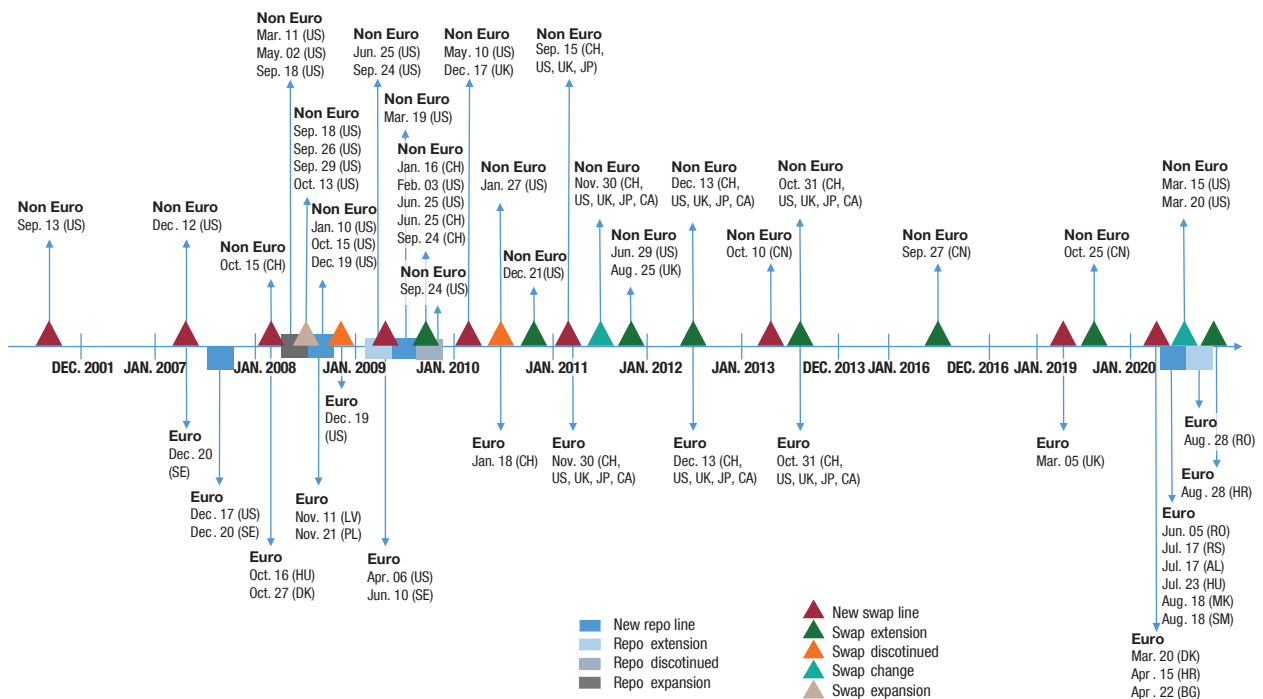 Non Euro
Mar. 11 (US)
May. 02 (US)
Sep. 18 (US)
Non Euro
Jun. 25 (US)
Sep. 24 (US)
Non Euro
May. 10 (US)
Dec. 17 (UK)
Non Euro
Sep. 15 (CH,
US, UK, JP)
Non Euro
Mar. 19 (US)
Non Euro
Sep. 18 (US)
Sep. 26 (US)
Sep. 29 (US)
Oct. 13 (US)
Non Euro
Jan. 16 (CH)
Feb. 03 (US)
Jun. 25 (US)
Jun. 25 (CH)
Sep. 24 (CH)
Non Euro
Jan. 27 (US)
Non Euro
Nov. 30 (CH,
US, UK, JP, CA)
Non Euro
Dec. 13 (CH,
US, UK, JP, CA)
Non Euro
Oct. 31 (CH,
US, UK, JP, CA)
Non Euro
Mar. 15 (US)
Mar. 20 (US)
Non Euro
Sep. 13 (US)
Non Euro
Dec. 12 (US)
Non Euro
Oct. 15 (CH)
Non Euro
Jan. 10 (US)
Oct. 15 (US)
Dec. 19 (US)
Non Euro
Sep. 24 (US)
Non Euro
Dec. 21(US)
Non Euro
Jun. 29 (US)
Aug. 25 (UK)
Non Euro
Oct. 10 (CN)
Non Euro
Sep. 27 (CN)
Non Euro
Oct. 25 (CN)
DEC. 2001
JAN. 2007
JAN. 2008
JAN. 2009
JAN. 2010
JAN. 2011
JAN. 2012
JAN. 2013
DEC. 2013
JAN. 2016
DEC. 2016
JAN. 2019
JAN. 2020
Euro
Dec. 20
(SE)
Euro
Dec. 17 (US)
Dec. 20 (SE)
Euro
Oct. 16 (HU)
Oct. 27 (DK)
Euro
Nov. 11 (LV)
Nov. 21 (PL)
Euro
Dec. 19
(US)
Euro
Apr. 06 (US)
Jun. 10 (SE)
Euro
Jan. 18 (CH)
Euro
Nov. 30 (CH,
US, UK, JP, CA)
Euro
Dec. 13 (CH,
US, UK, JP, CA)
Euro
Oct. 31 (CH,
US, UK, JP, CA)
Euro
Mar. 05 (UK)
Euro
Aug. 28 (RO)
Euro
Aug. 28 (HR)
Euro
Jun. 05 (RO)
Jul. 17 (RS)
Jul. 17 (AL)
Jul. 23 (HU)
Aug. 18 (MK)
Aug. 18 (SM)
Euro
Mar. 20 (DK)
Apr. 15 (HR)
Apr. 22 (BG)
New repo line
Repo extension
Repo discotinued
Repo expansion
New swap line
Swap extension
Swap discotinued
Swap change
Swap expansion